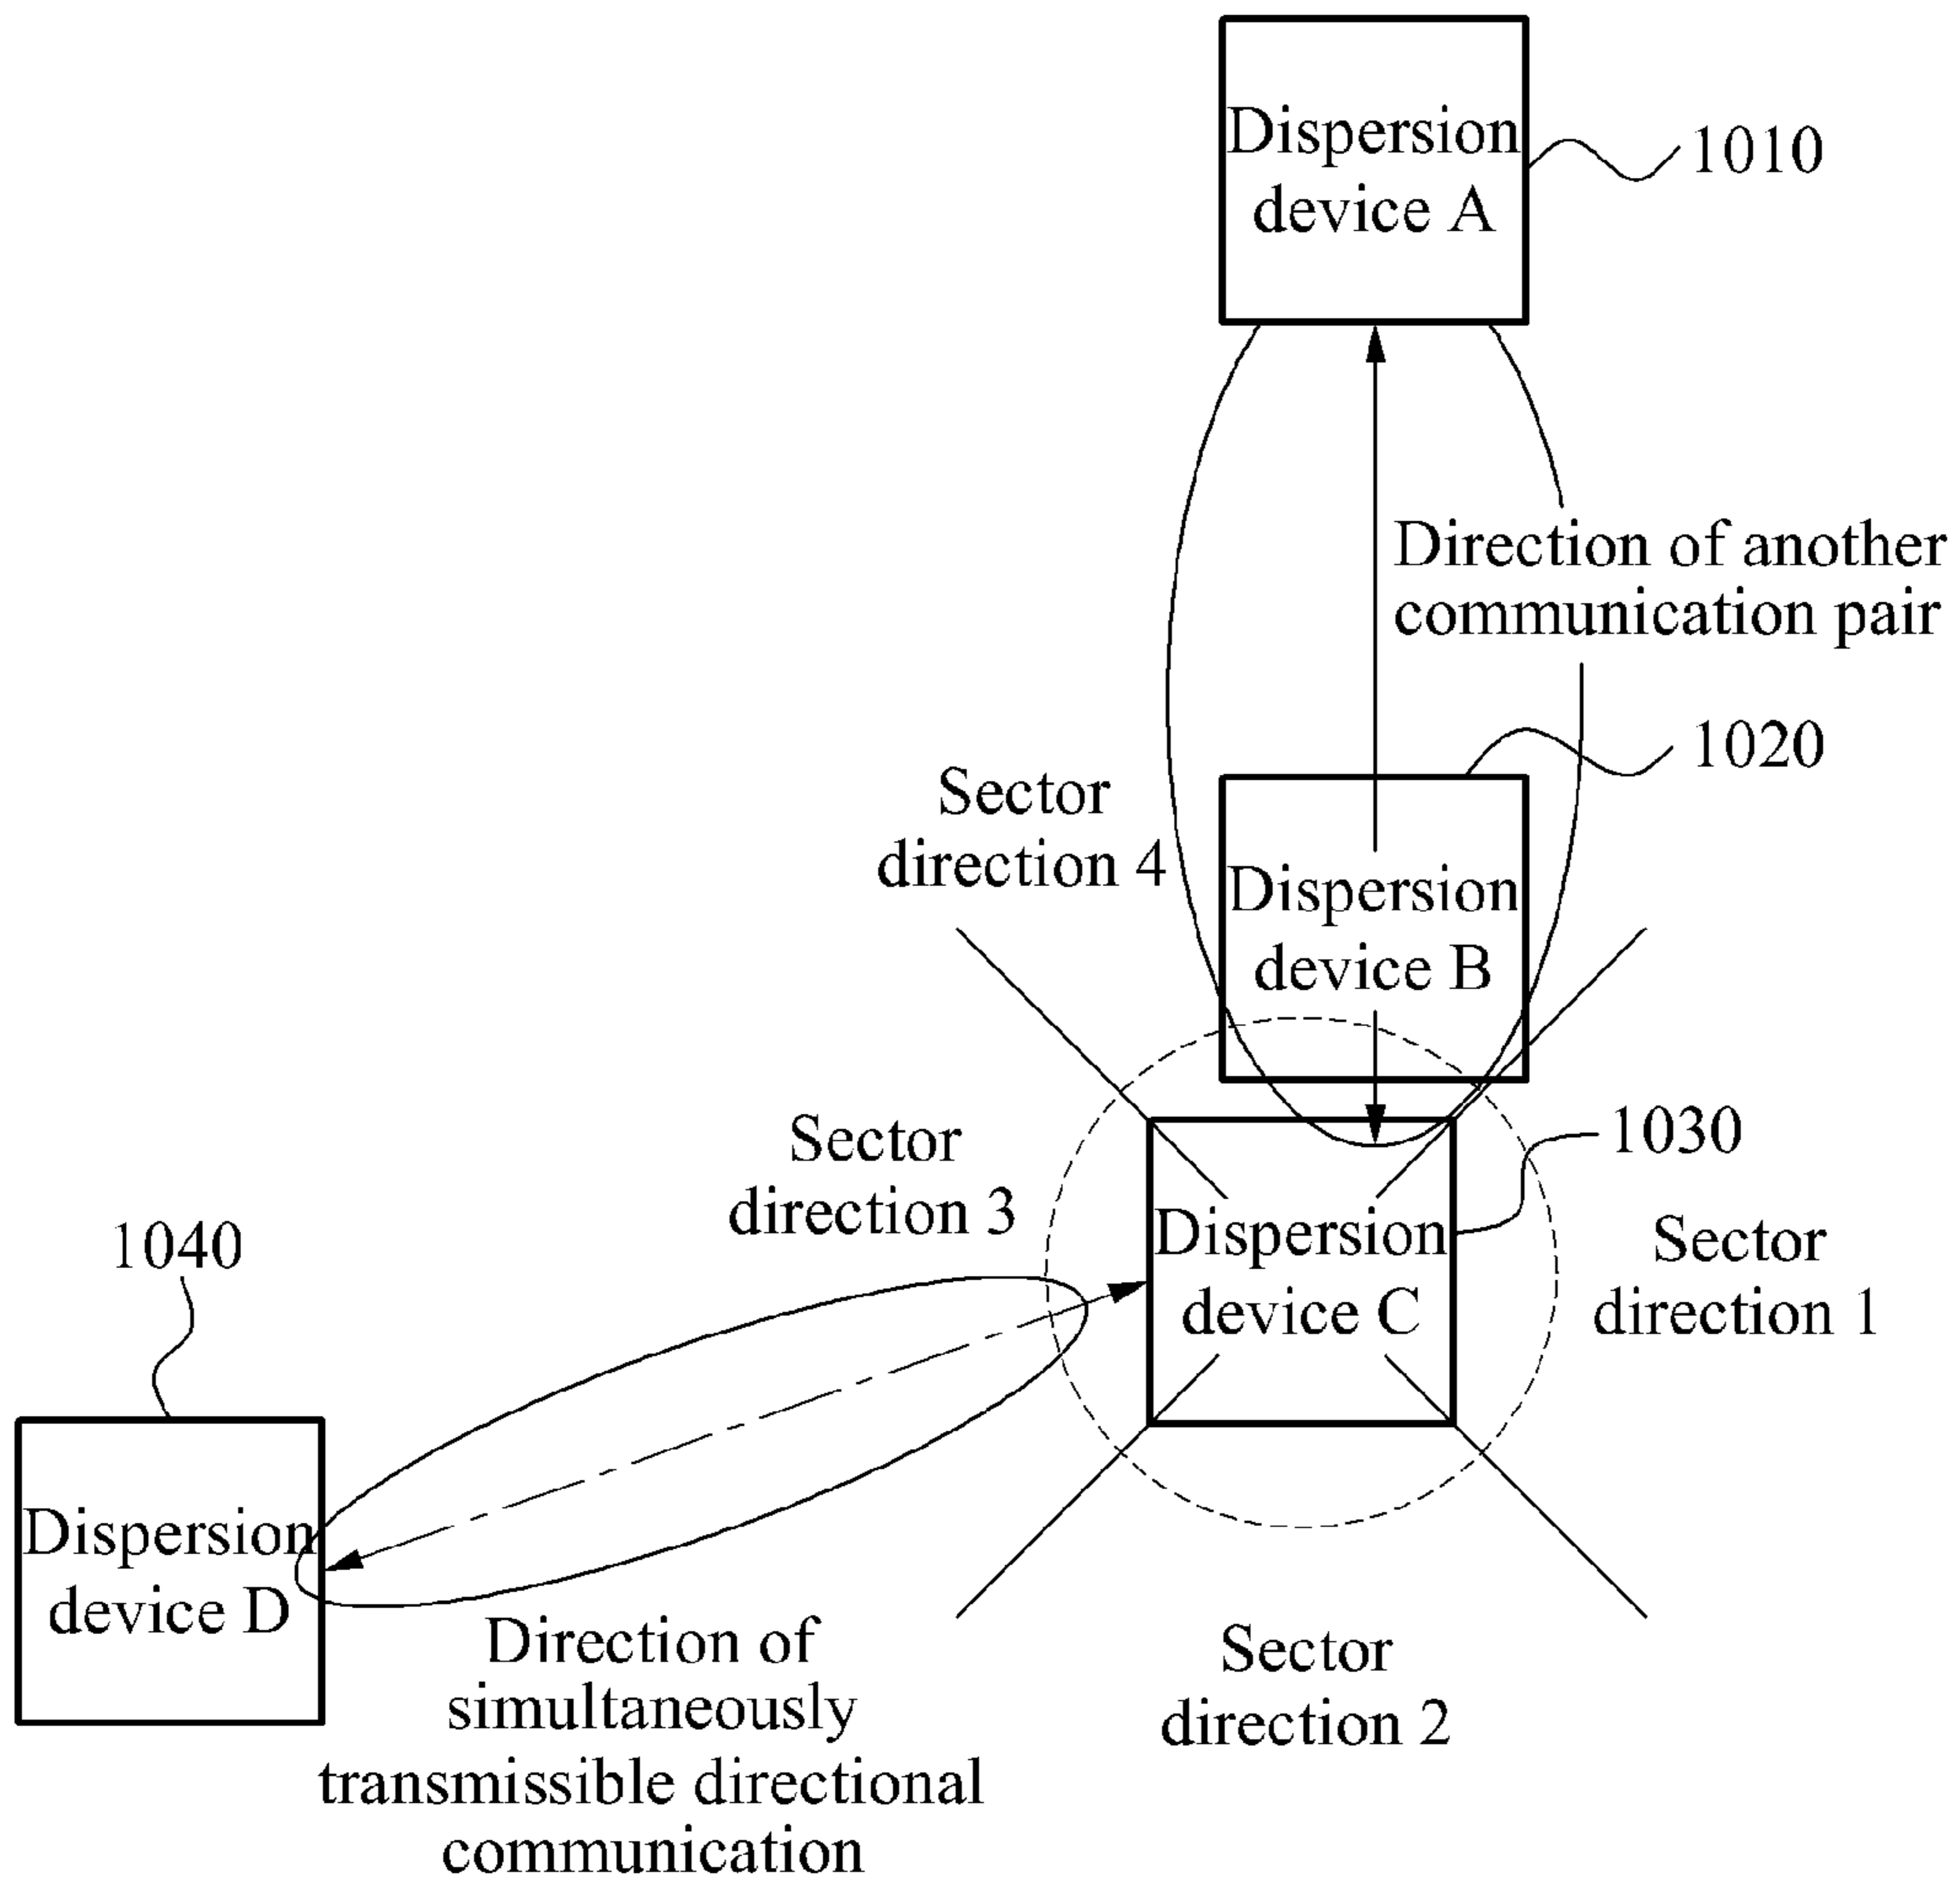 Dispersion
device A
1010
Direction of another
communication pair
1020
Sector
direction 4
Dispersion
device B
1030
Sector
direction 3
Dispersion
device C
Sector
direction 1
1040
Dispersion
device D
Direction of
simultaneously
transmissible directional
communication
Sector
direction 2